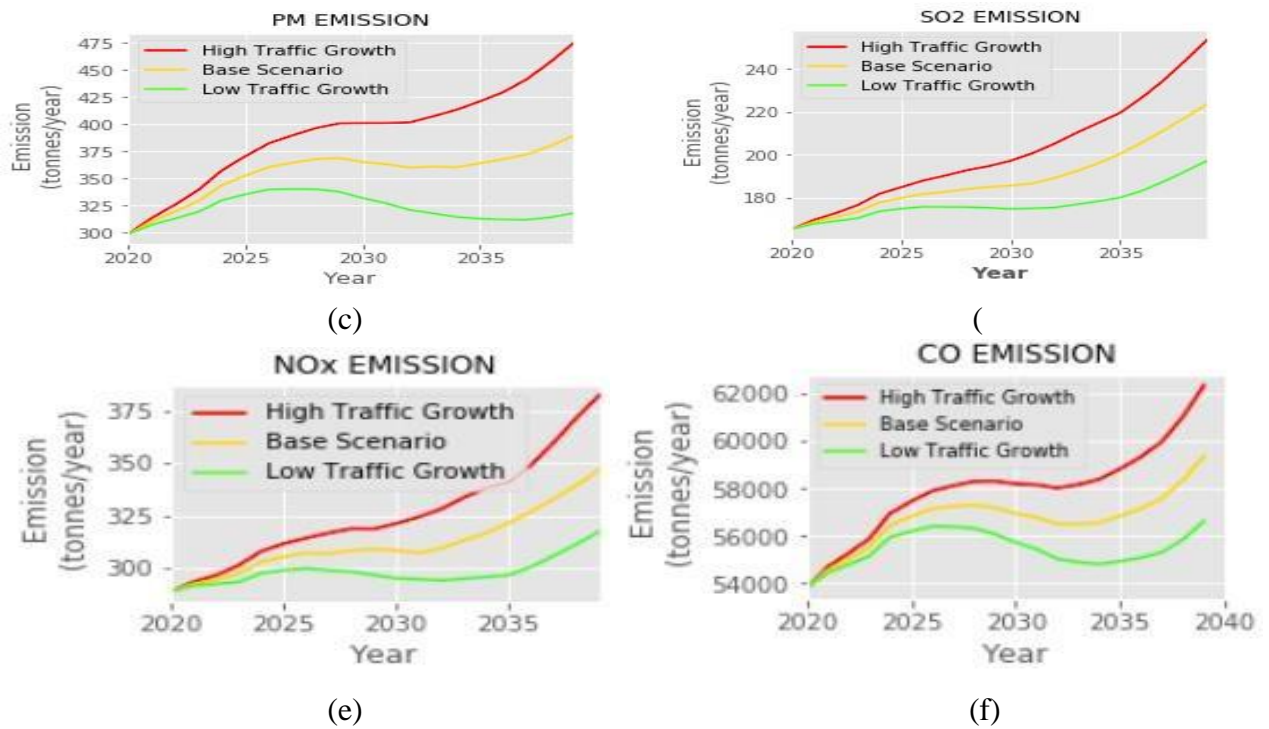 PM EMISSION
475
450
425
400
375
350
325
300
Emission
(tonnes/year)
High Traffic Growth
Base Scenario
Low Traffic Growth
2020 2025 2030 2035
Year
(c)
SO2 EMISSION
240
220
200
180
Emission
(tonnes/year)
High Traffic Growth
Base Scenario
Low Traffic Growth
2020 2025 2030 2035
Year
(
NOx EMISSION
375
350
325
300
Emission
(tonnes/year)
High Traffic Growth
Base Scenario
Low Traffic Growth
2020 2025 2030 2035
Year
(e)
CO EMISSION
62000
60000
58000
56000
54000
Emission
(tonnes/year)
High Traffic Growth
Base Scenario
Low Traffic Growth
2020 2025 2030 2035 2040
Year
(f)